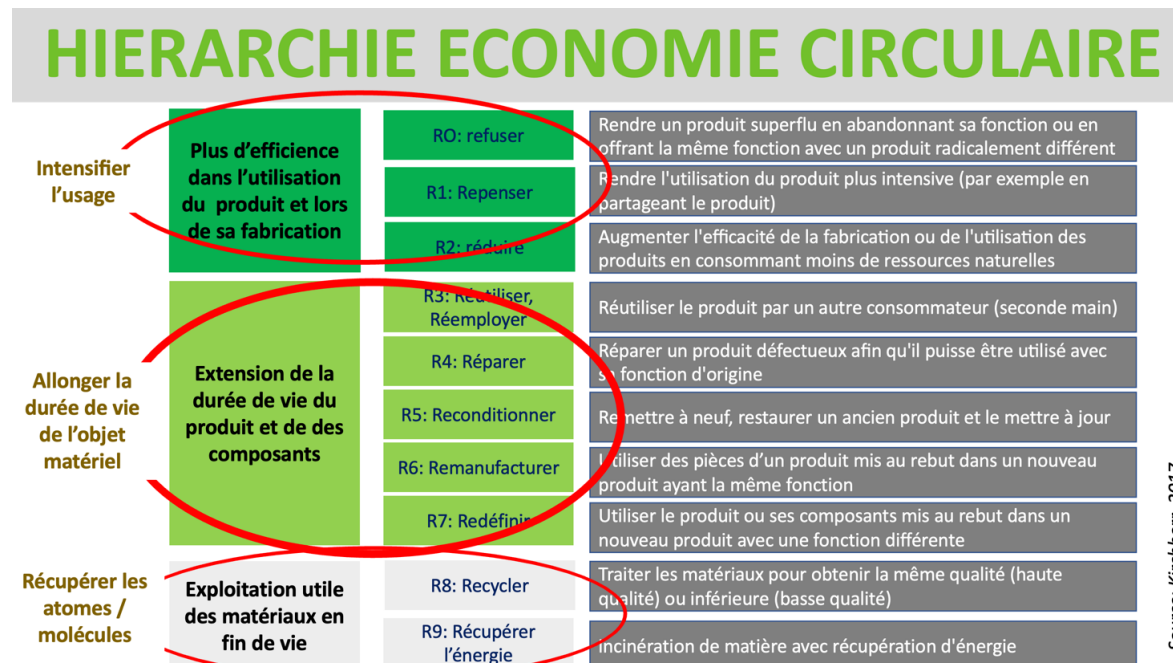 HIERARCHIE ECONOMIE CIRCULAIRE
Intensifier
l'usage
Plus d'efficience
dans l'utilisation
du produit et lors
de sa fabrication
RO: refuser
Rendre un produit superflu en abandonnant sa fonction ou en
offrant la même fonction avec un produit radicalement différent
R1: Repenser
Rendre l'utilisation du produit plus intensive (par exemple en
partageant le produit)
R2: réduire
Augmenter l'efficacité de la fabrication ou de l'utilisation des
produits en consommant moins de ressources naturelles
Allonger la
durée de vie
de l'objet
matériel
Extension de la
durée de vie du
produit et de des
composants
R3: Réutiliser,
Réemployer
Réutiliser le produit par un autre consommateur (seconde main)
R4: Réparer
Réparer un produit défectueux afin qu'il puisse être utilisé avec
sa fonction d'origine
R5: Reconditionner
Remettre à neuf, restaurer un ancien produit et le mettre à jour
R6: Remanufacturer
Utiliser des pièces d'un produit mis au rebut dans un nouveau
produit ayant la même fonction
R7: Redéfinir
Utiliser le produit ou ses composants mis au rebut dans un
nouveau produit avec une fonction différente
Récupérer les
atomes /
molécules
Exploitation utile
des matériaux en
fin de vie
R8: Recycler
Traiter les matériaux pour obtenir la même qualité (haute
qualité) ou inférieure (basse qualité)
R9: Récupérer
l'énergie
Incinération de matière avec récupération d'énergie
2017